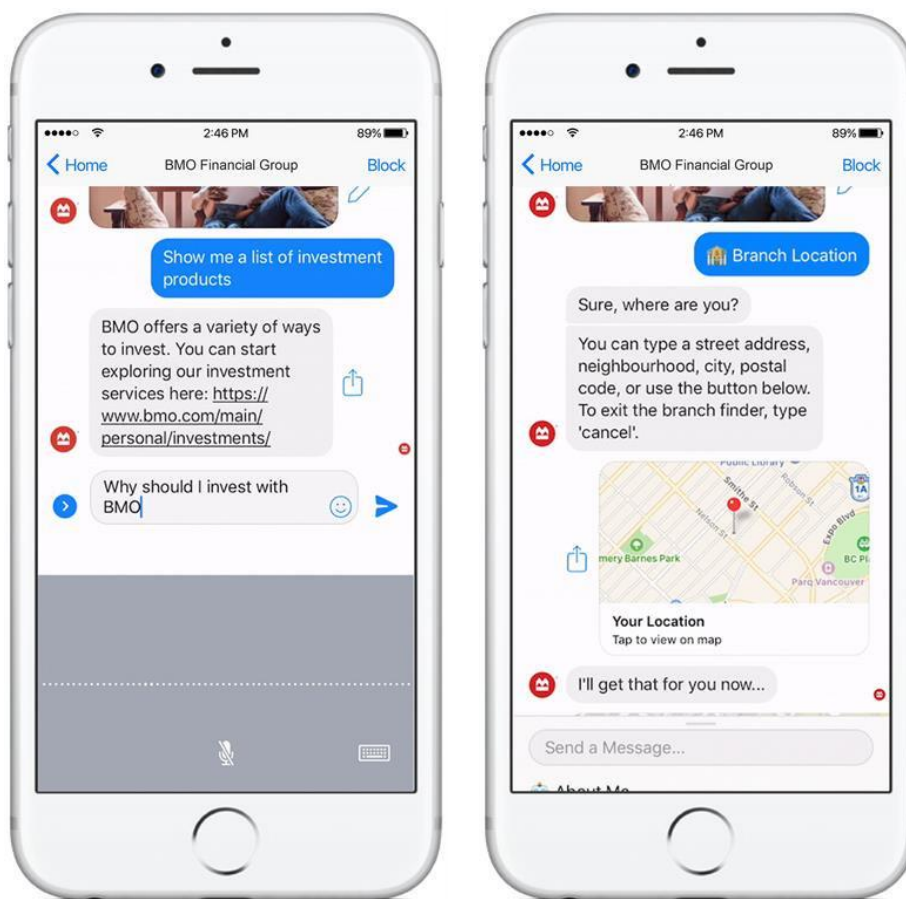 2:46 PM
89%
Home
BMO Financial Group
Block
Show me a list of investment
products
BMO offers a variety of ways
to invest. You can start
exploring our investment
services here: https://
www.bmo.com/main/
personal/investments/
Why should I invest with
BMO
2:46 PM
89%
Home
BMO Financial Group
Block
Branch Location
Sure, where are you?
You can type a street address,
neighbourhood, city, postal
code, or use the button below.
To exit the branch finder, type
'cancel'.
Public Library
Smithe St
Robson St
1A
Nelson St
Expo Blvd
mery Barnes Park
BC Pl
Parq Vancouver
Your Location
Tap to view on map
I'll get that for you now...
Send a Message...
About Me